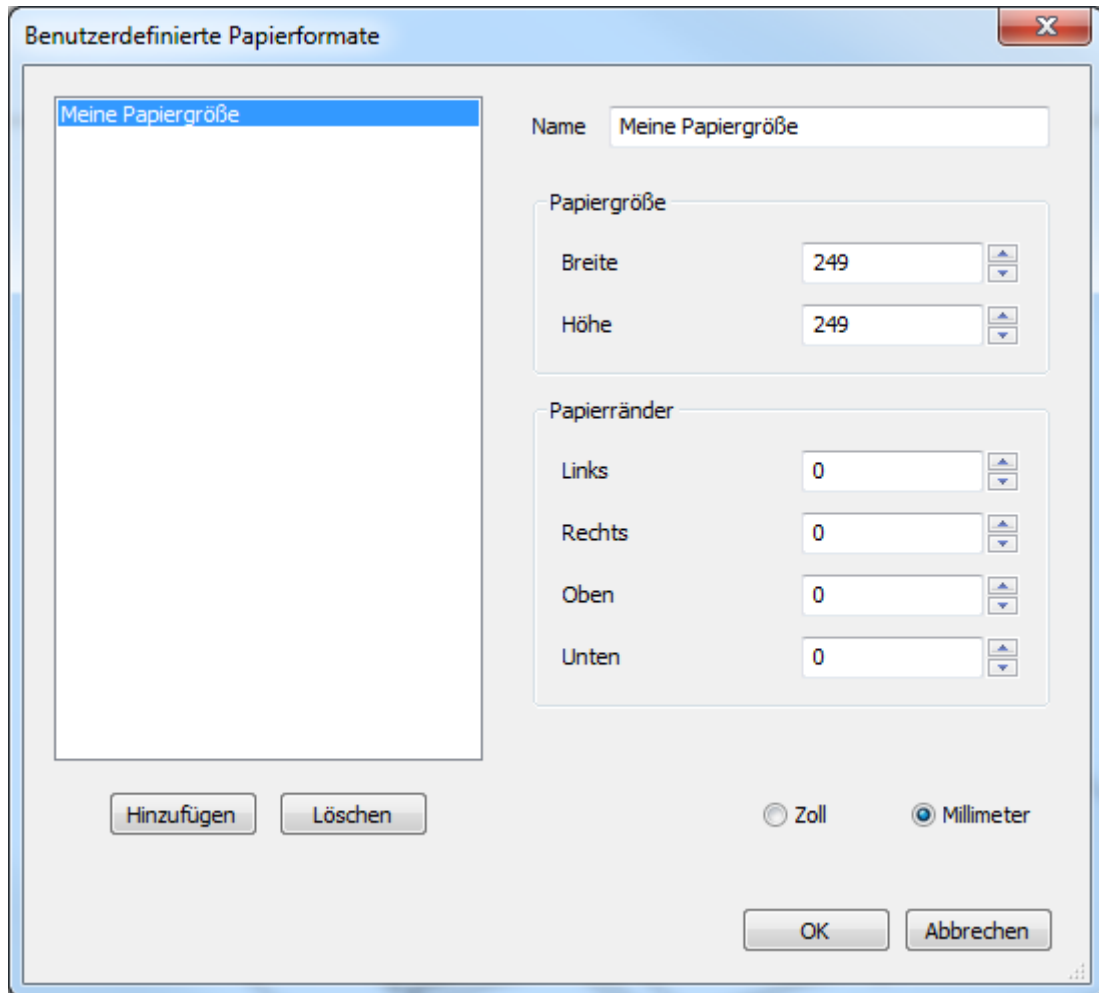 Benutzerdefinierte Papierformate
Meine Papiergröße
Name Meine Papiergröße
Papiergröße
Breite 249
Höhe 249
Papierränder
Links 0
Rechts 0
Oben 0
Unten 0
Hinzufügen Löschen
Zoll Millimeter
OK Abbrechen